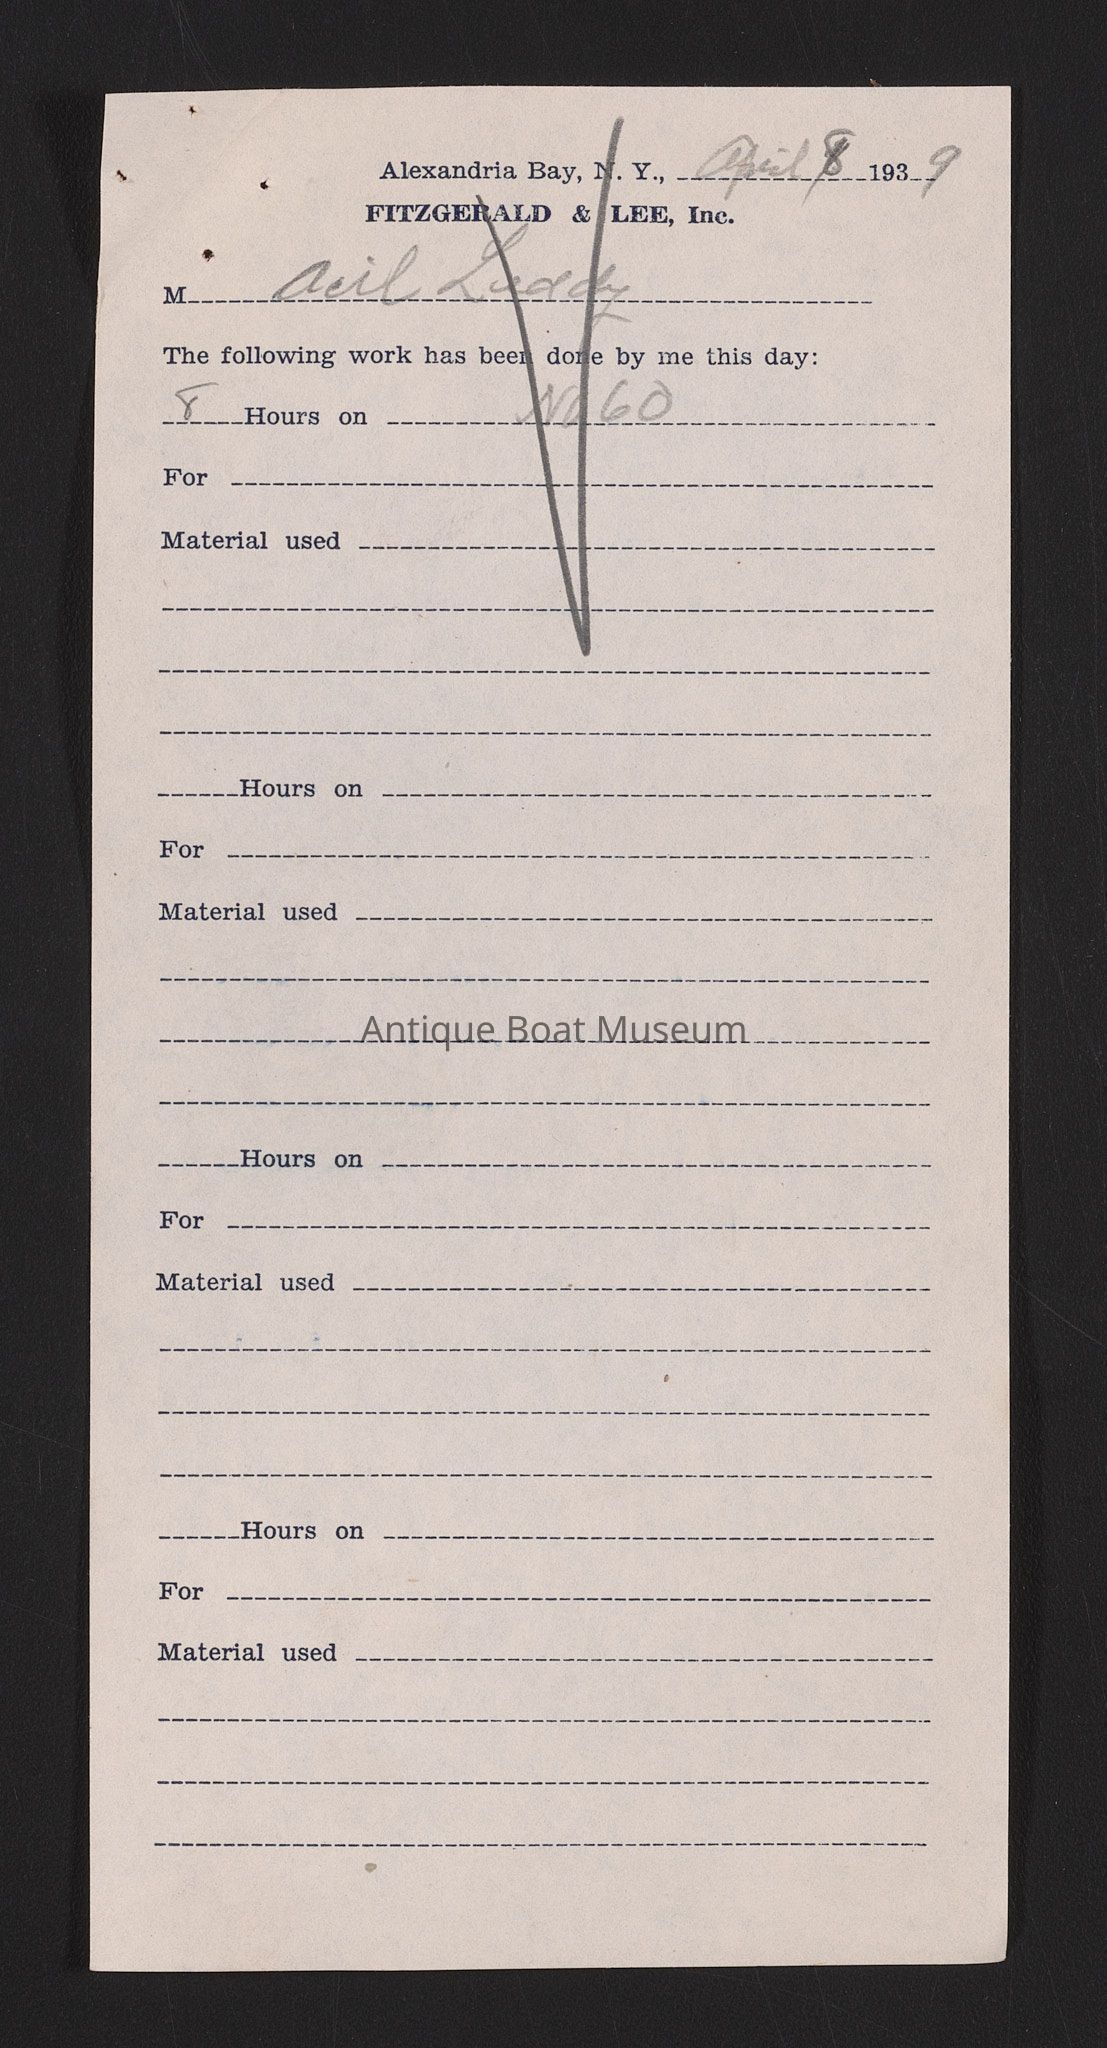 Alexandria Bay, N. Y., April 8 1939
FITZGERALD & LEE, Inc.
M
The following work has been done by me this day:
8 Hours on No 60
For
Material used
Hours on
For
Material used
Antique Boat Museum
Hours on
For
Material used
Hours on
For
Material used